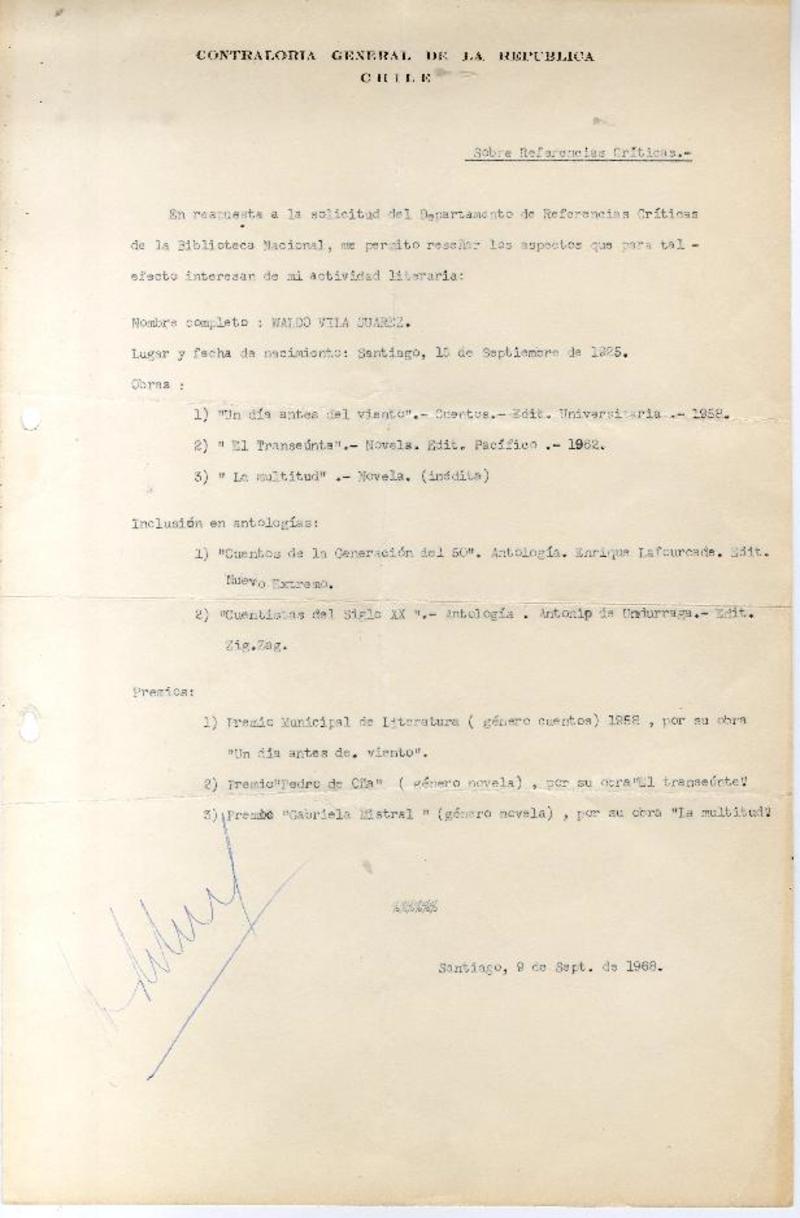 CONTRALORIA GENERAL DE LA REPUBLICA
CHILE
Sobre Referencias Críticas.-
En respuesta a la solicitud del Departamento de Referencias Críticas
de la Biblioteca Nacional, me permito reseñar los aspectos que para tal -
efecto interesan de mi actividad literaria:
Nombre completo : WALDO VILA SUAREZ.
Lugar y fecha de nacimiento: Santiago, de Septiembre de 1925.
Obras :
1) "Un día antes del viento".- Cuentos.- Edit. Universitaria .- 1958.
2) " El Transeúnte".- Novela. Edit. Pacífico .- 1962.
3) " La multitud" .- Novela. (inédita)
Inclusión en antologías:
1) "Cuentos de la Generación del 50". Antología. Enrique Lafourcade. Edit.
Nuevo Extremo.
2) "Cuentistas del Siglo XX ".- Antología . Antonip de Undurraga.- Edit.
Zig.Zag.
Premios:
1) Premio Municipal de Literatura ( género cuentos) 1958 , por su obra
"Un día antes de. viento".
2) Premio"Pedro de Oña" ( género novela) , por su obra"El transeúnte"
3) Premio "Gabriela Mistral " (género novela) , por su obra "La multitud"
Santiago, 9 de Sept. de 1968.